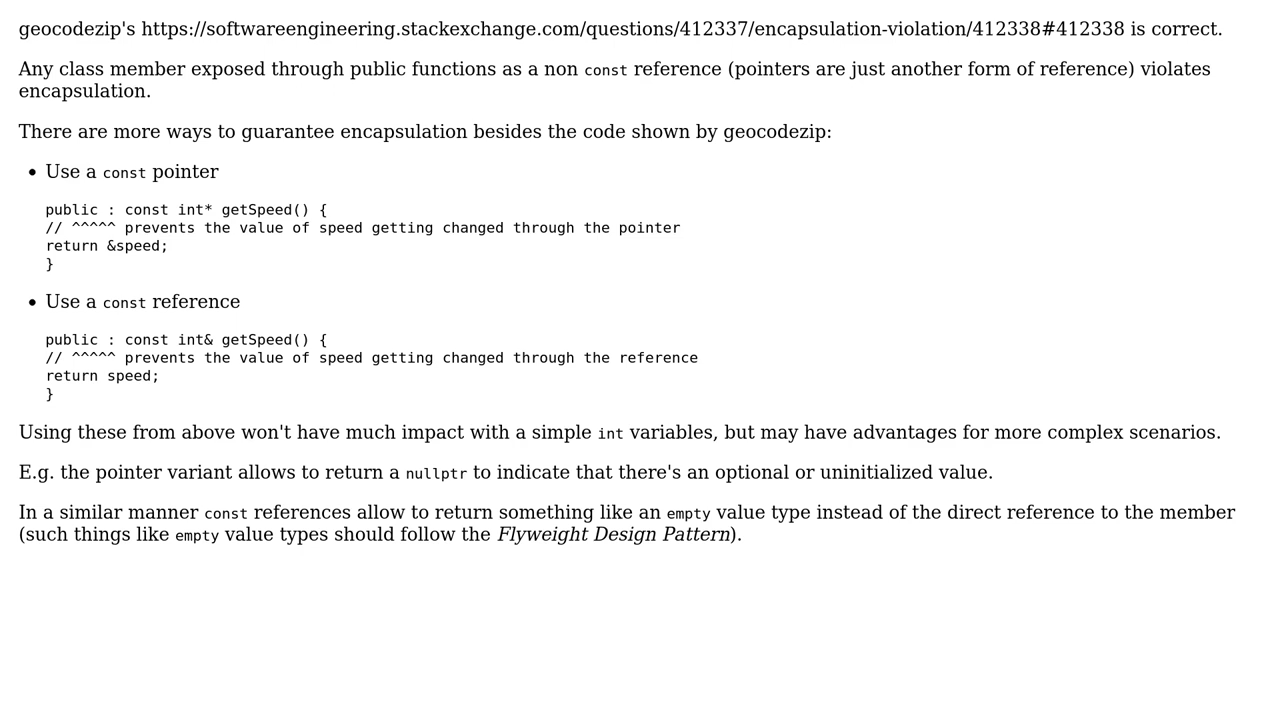 geocodezip's https://softwareengineering.stackexchange.com/questions/412337/encapsulation-violation/412338#412338 is correct.
Any class member exposed through public functions as a non const reference (pointers are just another form of reference) violates
encapsulation.
There are more ways to guarantee encapsulation besides the code shown by geocodezip:
• Use a const pointer
public : const int* getSpeed() {
// ^^^^^ prevents the value of speed getting changed through the pointer
return &speed;
}
• Use a const reference
public : const int& getSpeed() {
// ^^^^^ prevents the value of speed getting changed through the reference
return speed;
}
Using these from above won't have much impact with a simple int variables, but may have advantages for more complex scenarios.
E.g. the pointer variant allows to return a nullptr to indicate that there's an optional or uninitialized value.
In a similar manner const references allow to return something like an empty value type instead of the direct reference to the member
(such things like empty value types should follow the Flyweight Design Pattern).